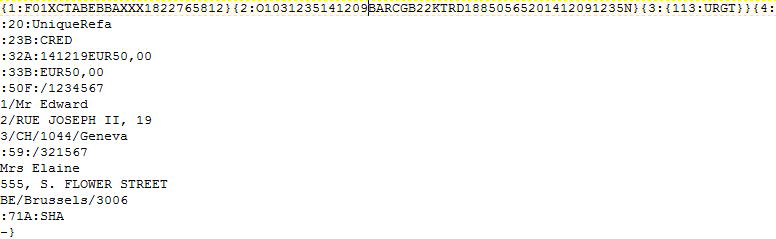 {1:F01XCTABEBBAXXX1822765812}{2:O1031235141209BARCGB22KTRD18850565201412091235N}{3:{113:URGT}}{4:
:20:UniqueRefa
:23B:CRED
:32A:141219EUR50,00
:33B:EUR50,00
:50F:/1234567
1/Mr Edward
2/RUE JOSEPH II, 19
3/CH/1044/Geneva
:59:/321567
Mrs Elaine
555, S. FLOWER STREET
BE/Brussels/3006
:71A:SHA
-}